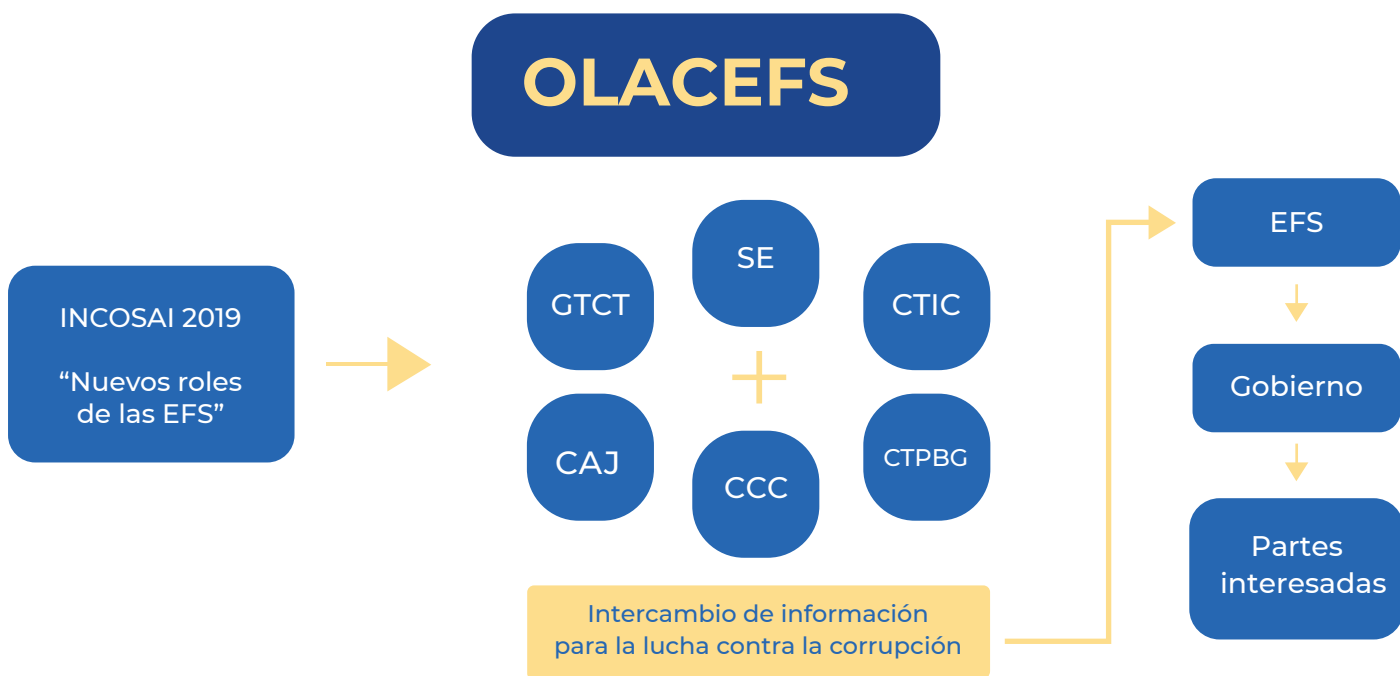 OLACEFS
INCOSAI 2019
“Nuevos roles
de las EFS”
GTCT
SE
CTIC
CAJ
CCC
CTPBG
Intercambio de información
para la lucha contra la corrupción
EFS
Gobierno
Partes
interesadas